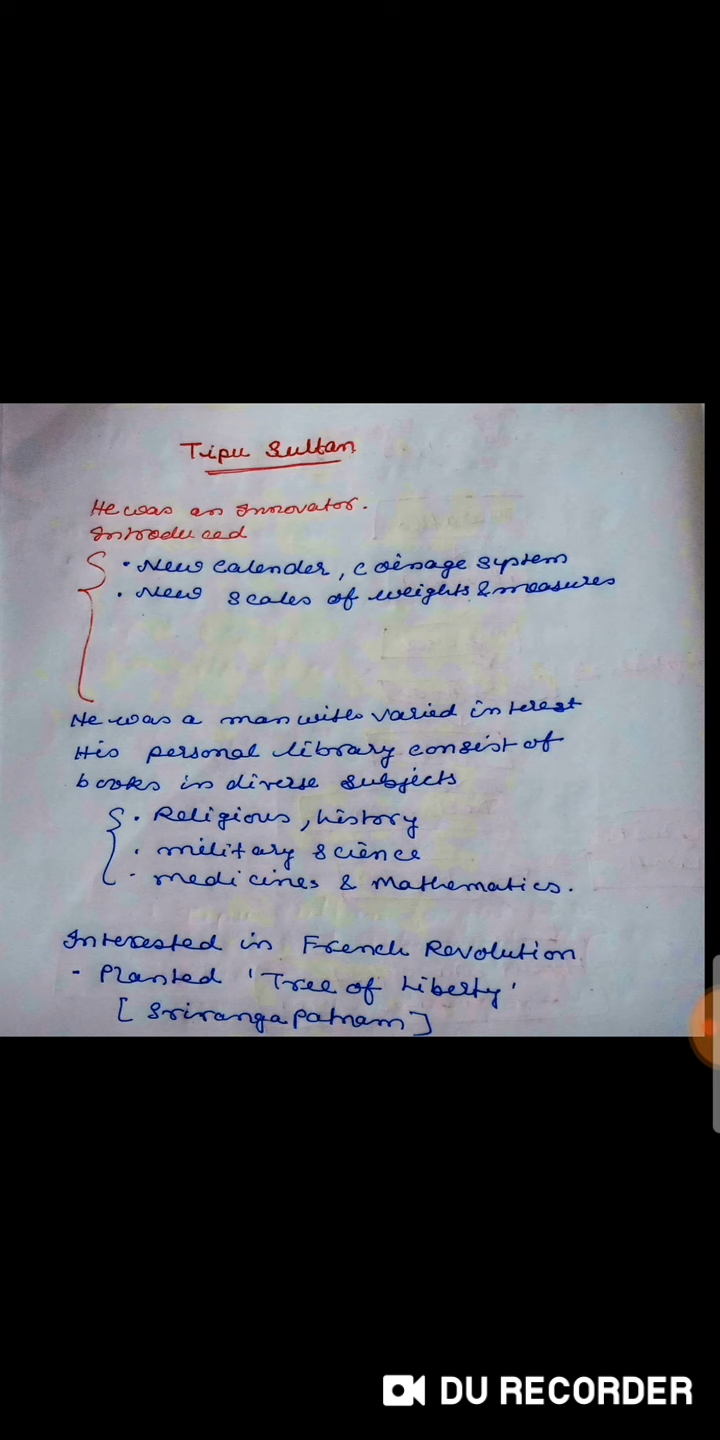 Tipu Sultan
He was an Innovator.
Introduced
• New Calender, coinage system
• New scales of weights & measures
He was a man with varied interest
His personal library consist of
books in diverse subjects
• Religious, history
• military science
- medicines & Mathematics.
Interested in French Revolution
- Planted 'Tree of Liberty'
[Srirangapatnam]
DU RECORDER